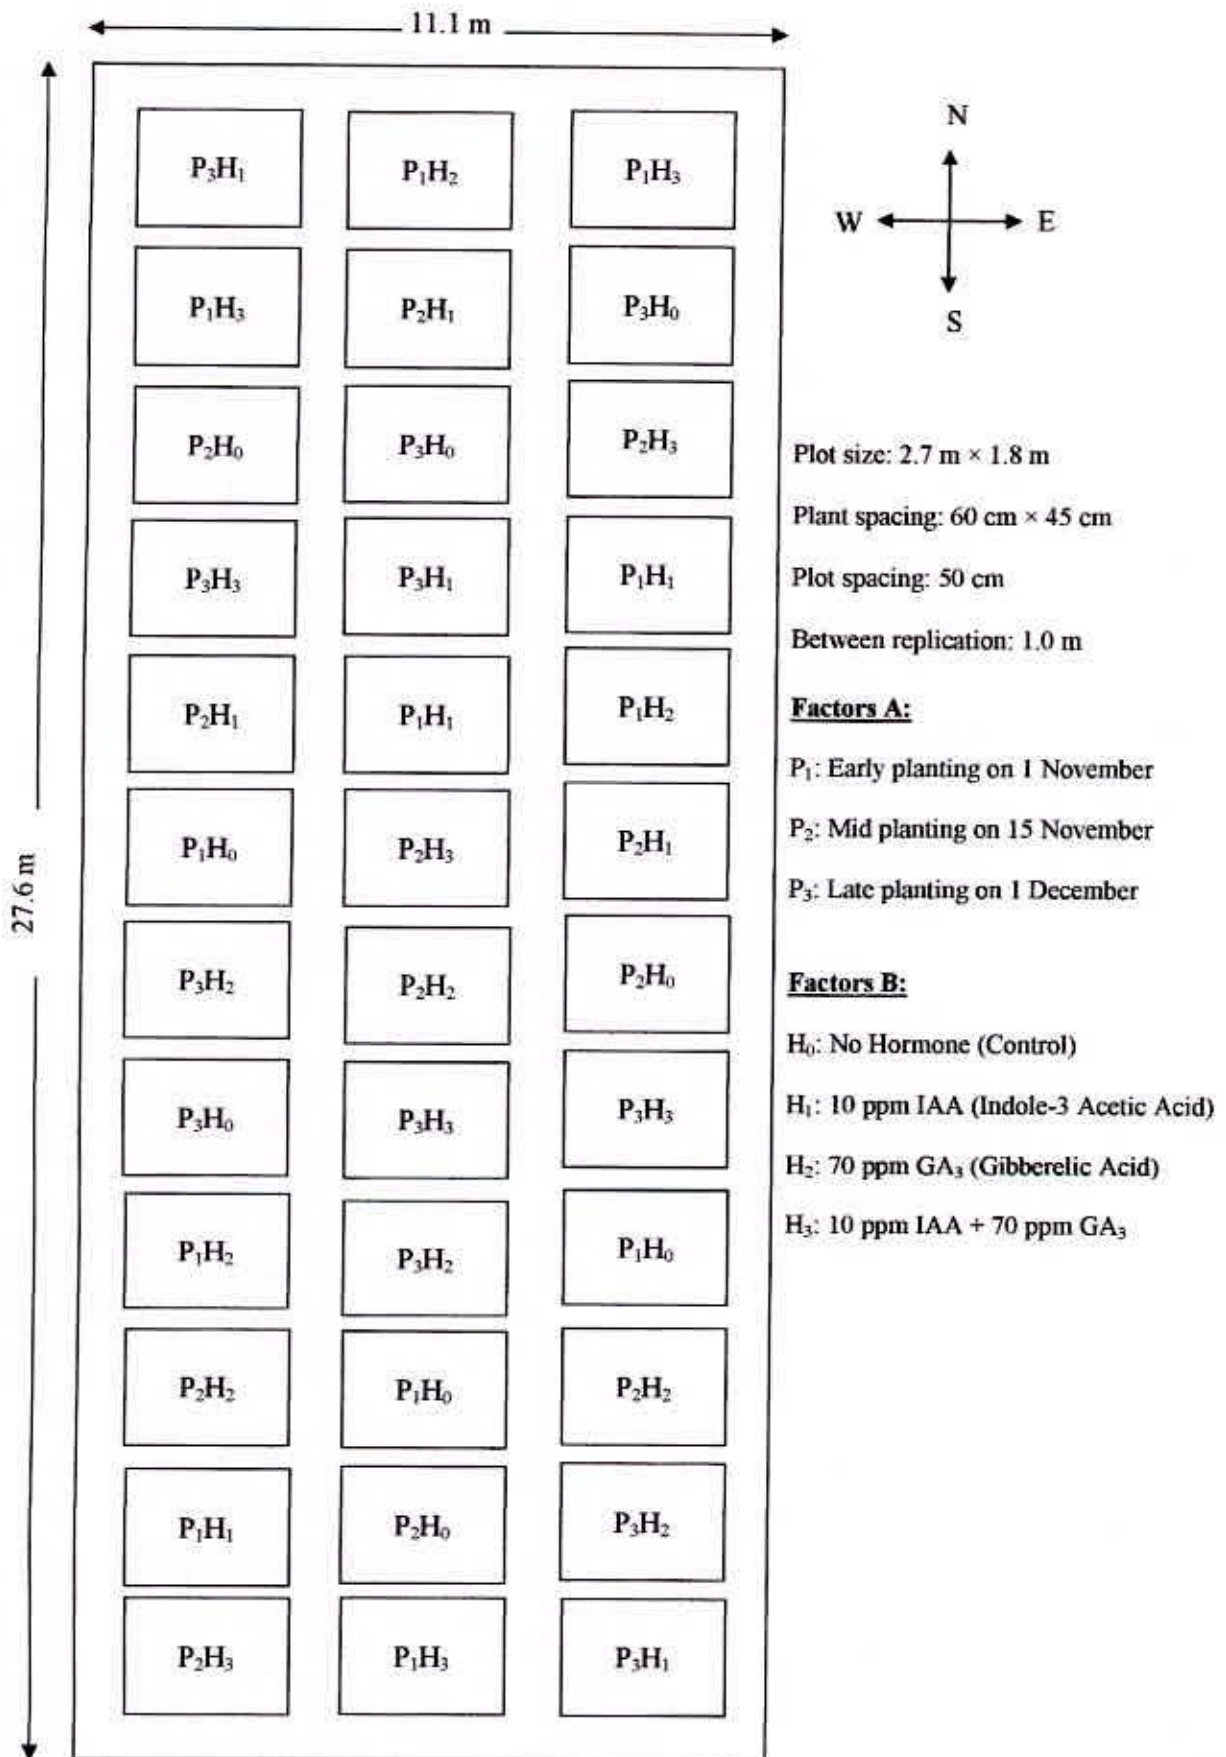 11.1 m
27.6 m
P₃H₁ P₁H₂ P₁H₃
P₁H₃ P₂H₁ P₃H₀
P₂H₀ P₃H₀ P₂H₃
P₃H₃ P₃H₁ P₁H₁
P₂H₁ P₁H₁ P₁H₂
P₁H₀ P₂H₃ P₂H₁
P₃H₂ P₂H₂ P₂H₀
P₃H₀ P₃H₃ P₃H₃
P₁H₂ P₃H₂ P₁H₀
P₂H₂ P₁H₀ P₂H₂
P₁H₁ P₂H₀ P₃H₂
P₂H₃ P₁H₃ P₃H₁
N
W E
S
Plot size: 2.7 m × 1.8 m
Plant spacing: 60 cm × 45 cm
Plot spacing: 50 cm
Between replication: 1.0 m
Factors A:
P₁: Early planting on 1 November
P₂: Mid planting on 15 November
P₃: Late planting on 1 December
Factors B:
H₀: No Hormone (Control)
H₁: 10 ppm IAA (Indole-3 Acetic Acid)
H₂: 70 ppm GA₃ (Gibberelic Acid)
H₃: 10 ppm IAA + 70 ppm GA₃